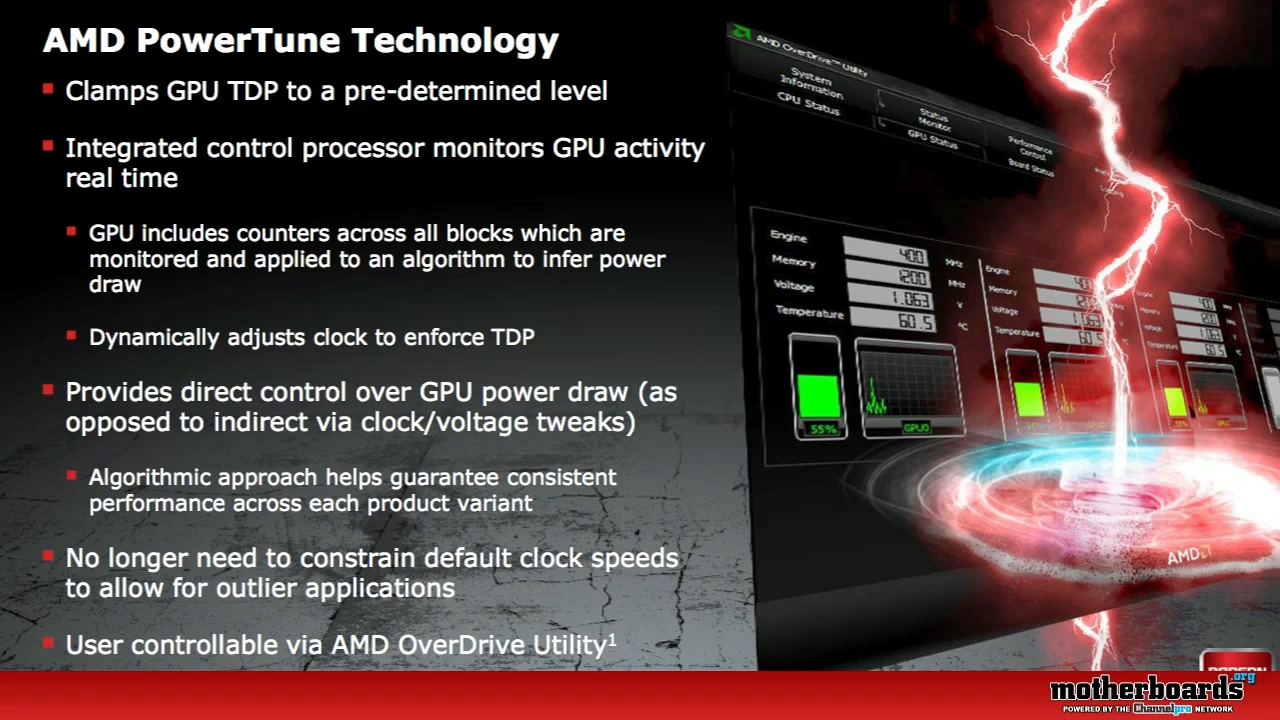 AMD PowerTune Technology
Clamps GPU TDP to a pre-determined level
Integrated control processor monitors GPU activity
real time
GPU includes counters across all blocks which are
monitored and applied to an algorithm to infer power
draw
Dynamically adjusts clock to enforce TDP
Provides direct control over GPU power draw (as
opposed to indirect via clock/voltage tweaks)
Algorithmic approach helps guarantee consistent
performance across each product variant
No longer need to constrain default clock speeds
to allow for outlier applications
User controllable via AMD OverDrive Utility¹
AMD OverDrive™ Utility
System
Information
CPU Status
Status
Monitor
GPU Status
Performance
Control
Board Status
Engine 400 MHz
Memory 1200 MHz
Voltage 1.063 V
Temperature 60.5 °C
55%
GPU0
Engine
Memory
Voltage
Temperature
Engine
Memory
Voltage
Temperature
AMD
RADEON
motherboards.org
POWERED BY THE Channelpro NETWORK